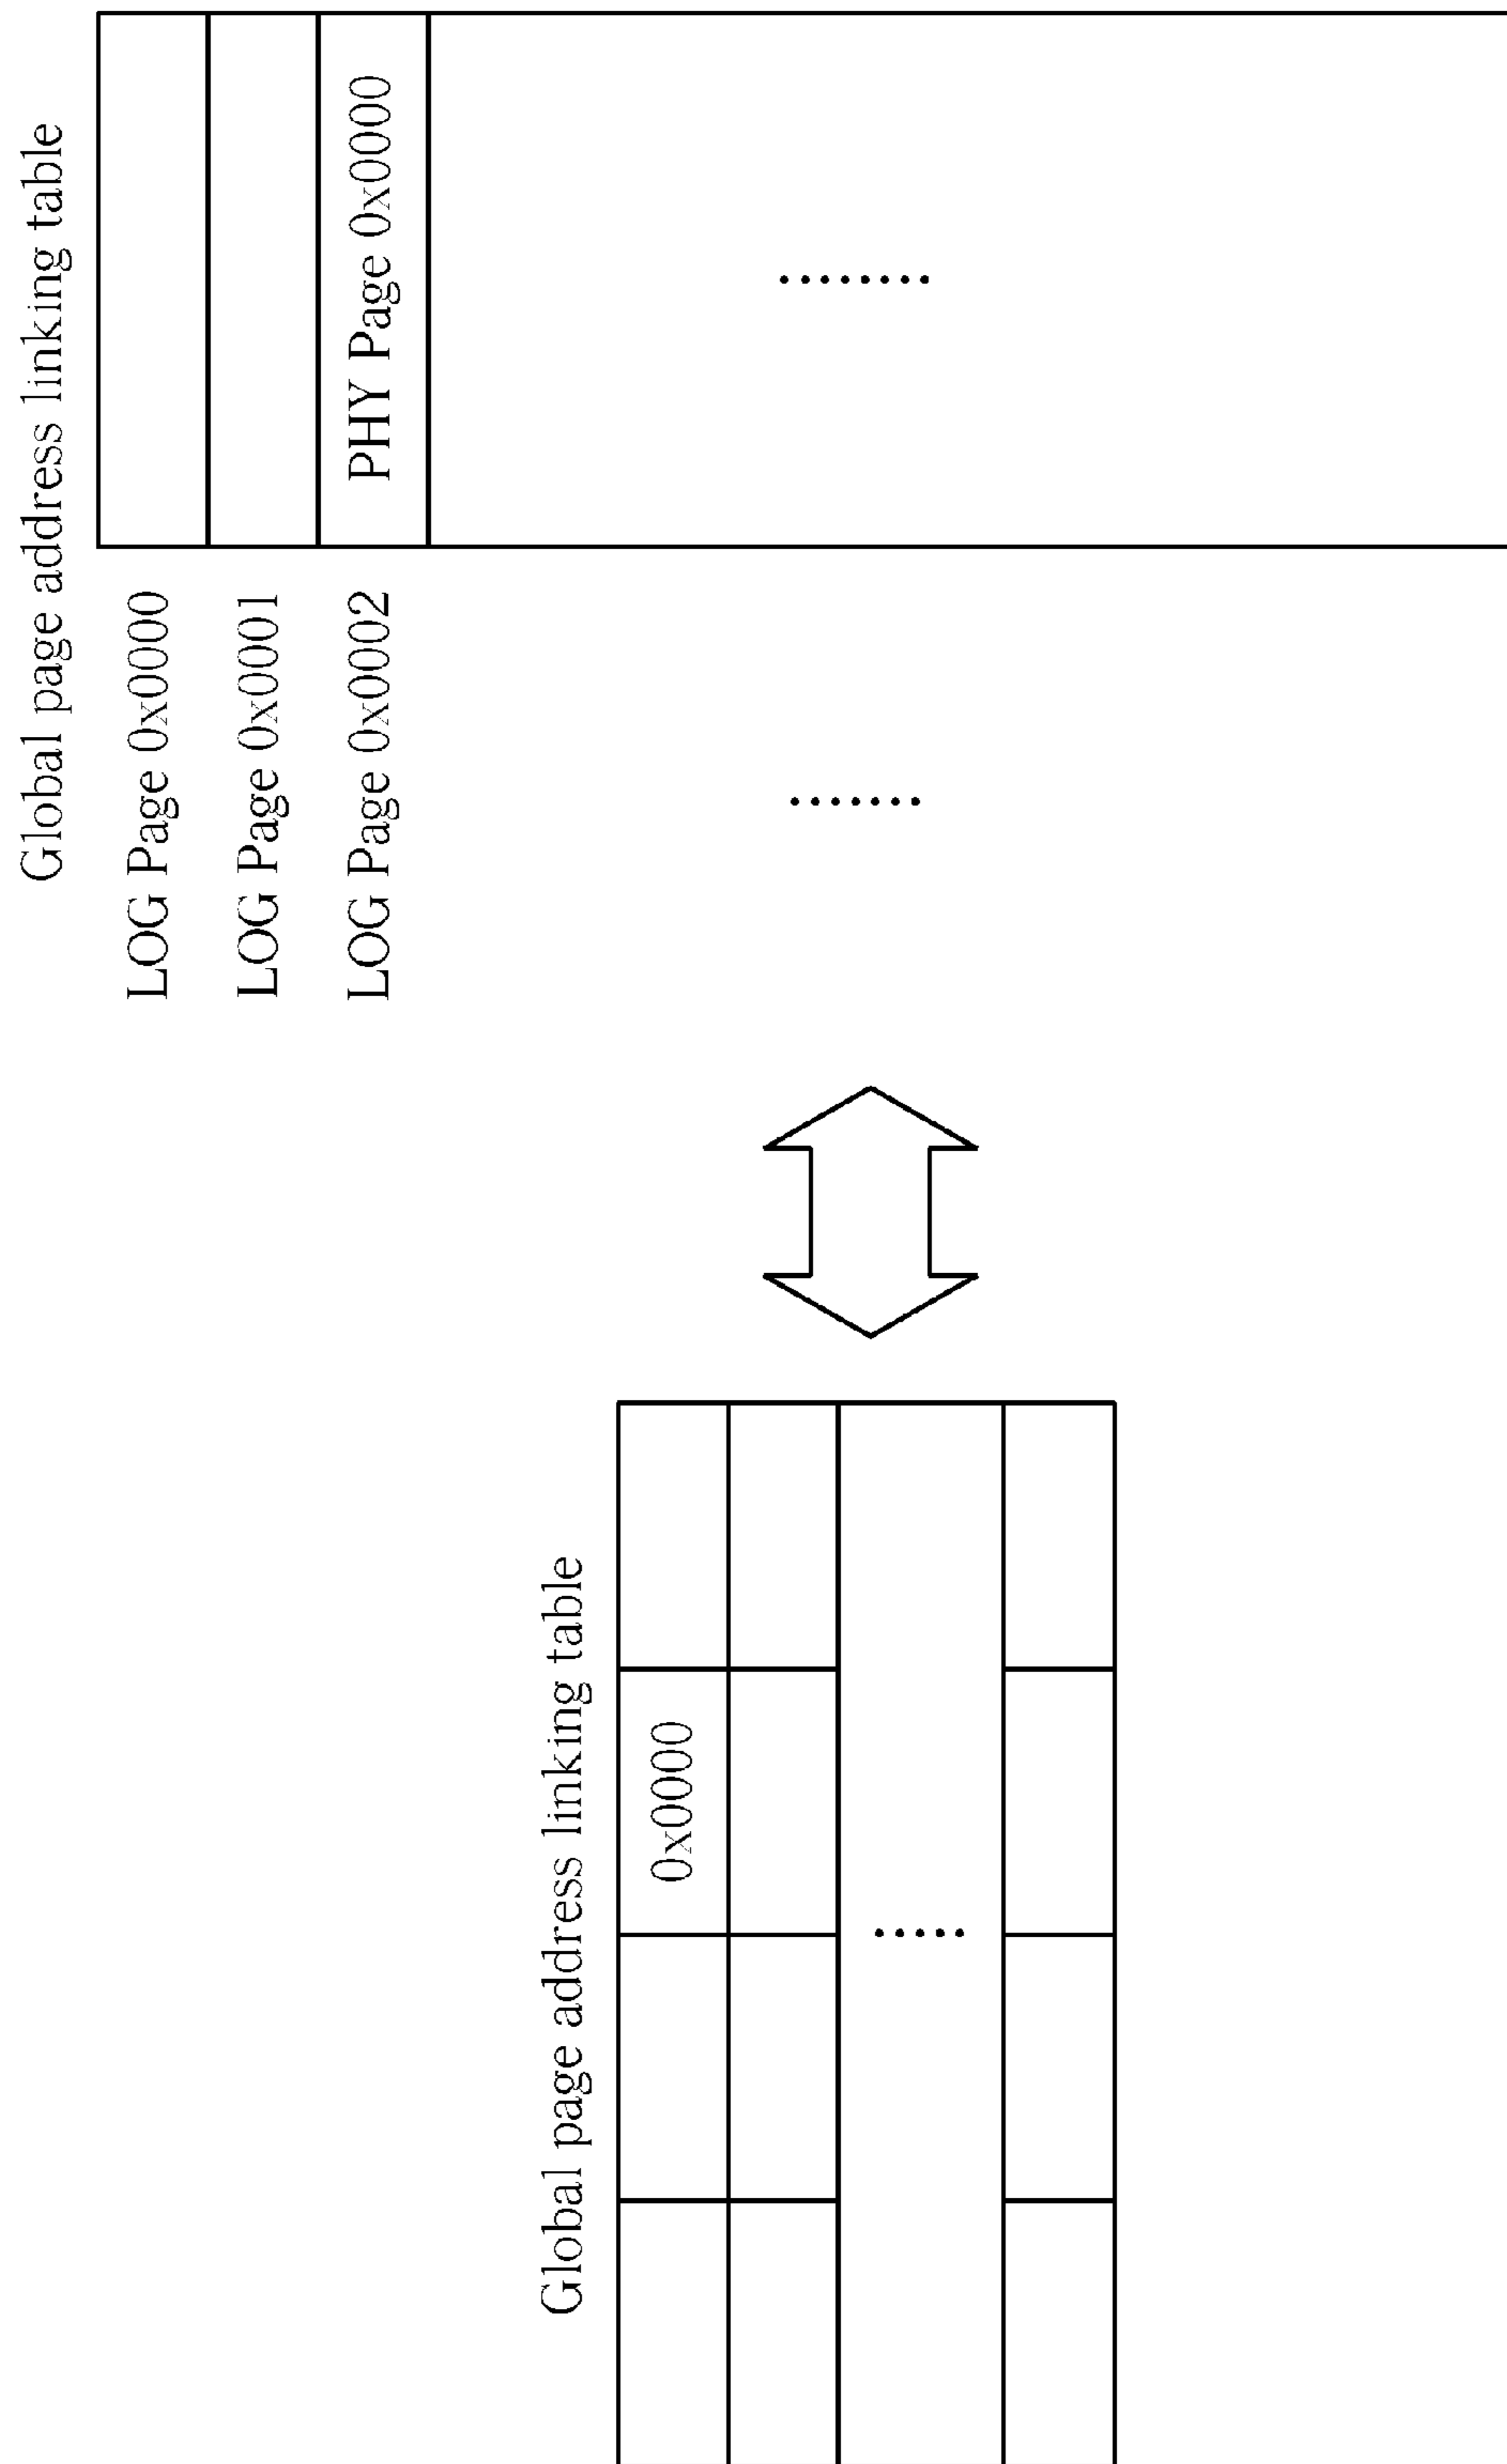 Global page address linking table
0x0000
Global page address linking table
LOG Page 0x0000
PHY Page 0x0000
LOG Page 0x0001
LOG Page 0x0002